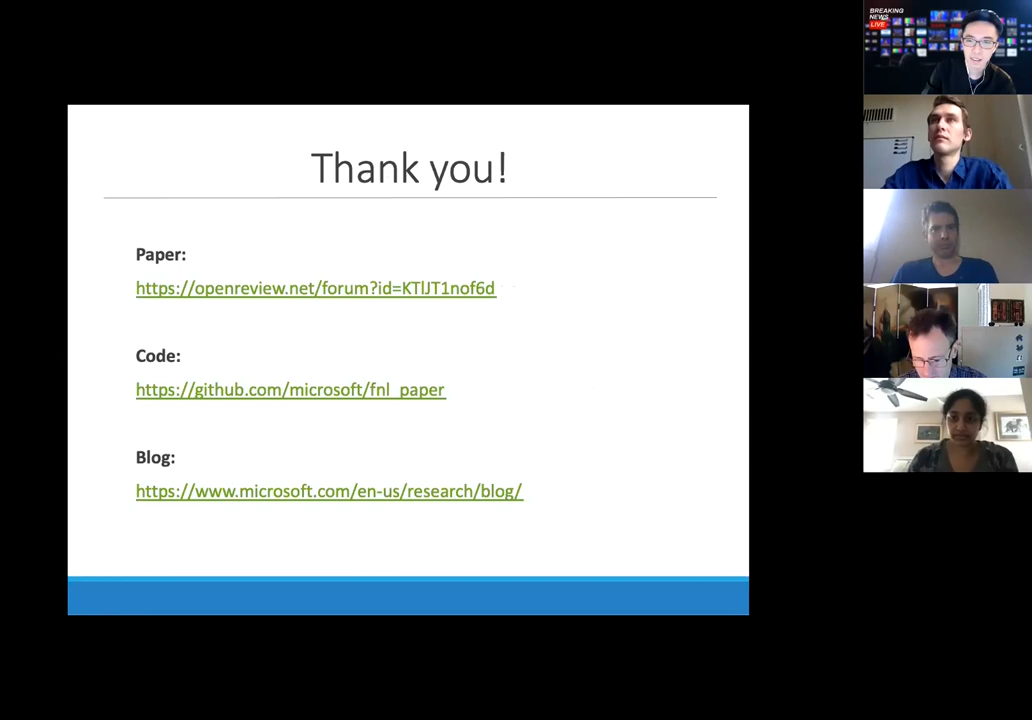 BREAKING
NEWS
LIVE
Thank you!
Paper:
https://openreview.net/forum?id=KTlJT1nof6d
Code:
https://github.com/microsoft/fnl_paper
Blog:
https://www.microsoft.com/en-us/research/blog/